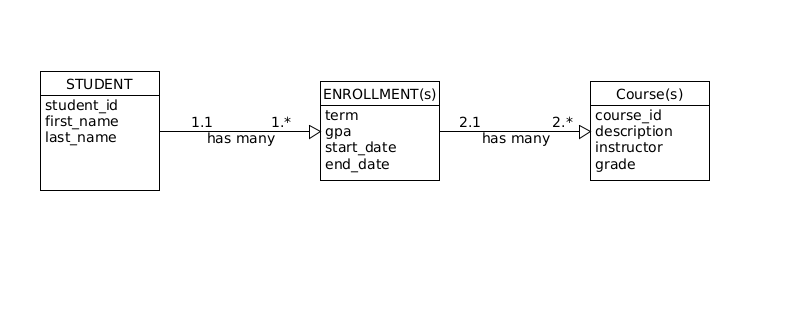 STUDENT
student_id
first_name
last_name
1.1
1.*
has many
ENROLLMENT(s)
term
gpa
start_date
end_date
2.1
2.*
has many
Course(s)
course_id
description
instructor
grade